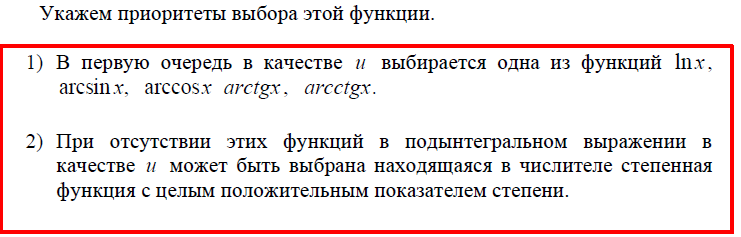 Укажем приоритеты выбора этой функции.
1) В первую очередь в качестве u выбирается одна из функций ln x,
arcsin x, arccos x arctgx, arcctgx.
2) При отсутствии этих функций в подынтегральном выражении в
качестве u может быть выбрана находящаяся в числителе степенная
функция с целым положительным показателем степени.